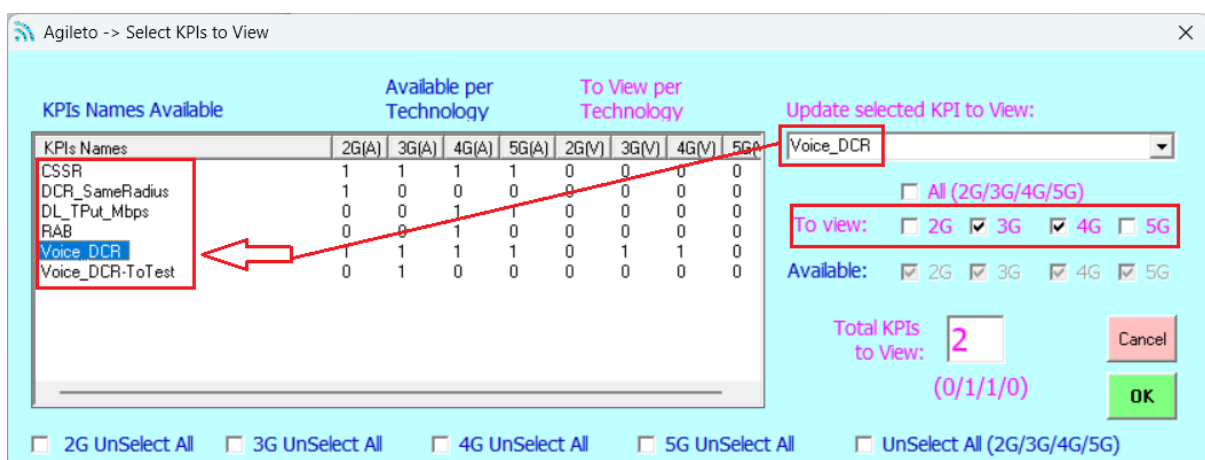 Agileto -> Select KPIs to View
KPIs Names Available
Available per
Technology
To View per
Technology
Update selected KPI to View:
KPIs Names 2G(A) 3G(A) 4G(A) 5G(A) 2G(V) 3G(V) 4G(V)
CSSR 1 1 1 1 0 0 0 0
DCR_SameRadius 1 0 0 0 0 0 0 0
DL_TPut_Mbps 0 0 1 1 0 0 0 0
RAB 0 0 1 0 0 0 0 0
Voice_DCR 1 1 1 1 0 1 1 0
Voice_DCR-ToTest 0 1 0 0 0 0 0 0
Voice_DCR
All (2G/3G/4G/5G)
To view: 2G 3G 4G 5G
Available: 2G 3G 4G 5G
Total KPIs
to View:
2
(0/1/1/0)
Cancel
OK
2G UnSelect All 3G UnSelect All 4G UnSelect All 5G UnSelect All UnSelect All (2G/3G/4G/5G)